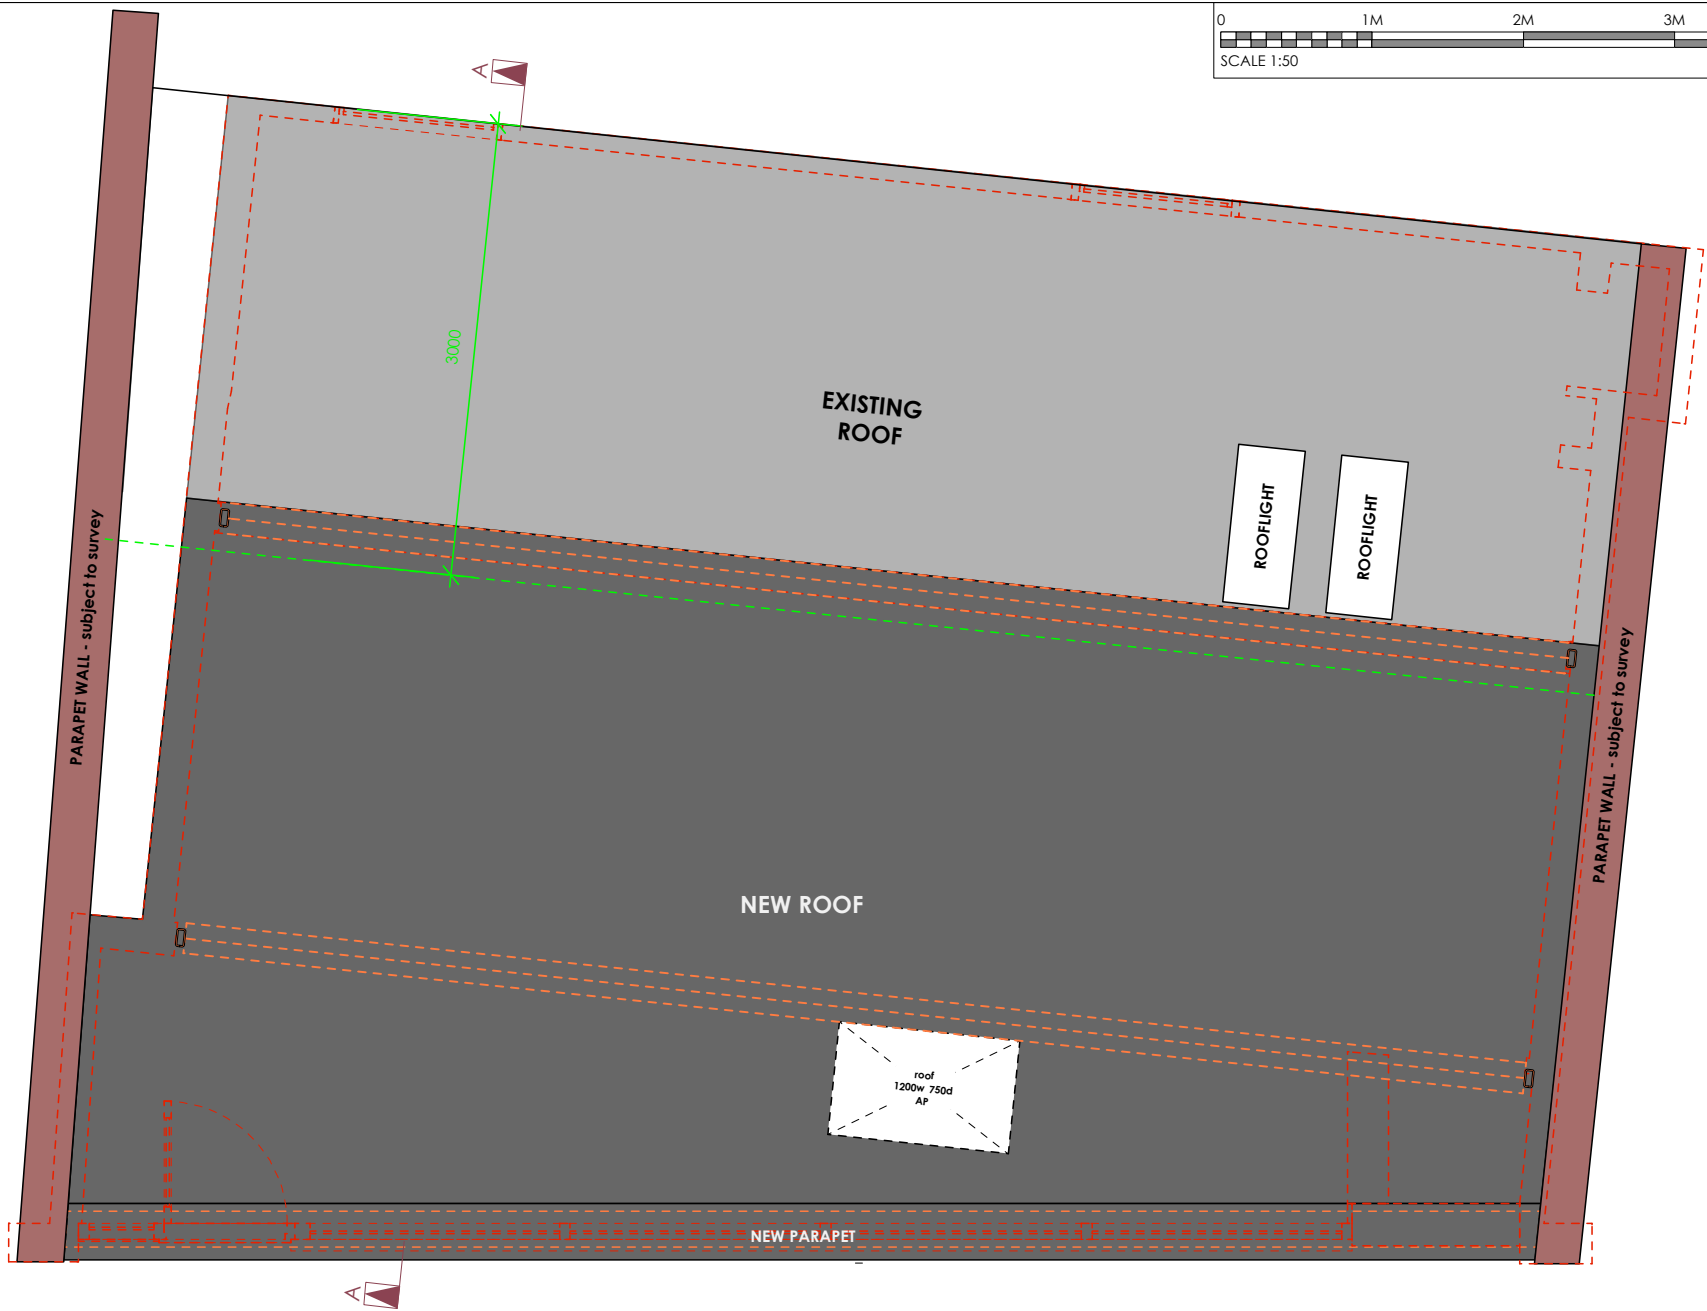 0 1M 2M 3M
SCALE 1:50
A
3000
EXISTING
ROOF
ROOFLIGHT
ROOFLIGHT
PARAPET WALL - subject to survey
PARAPET WALL - subject to survey
NEW ROOF
roof
1200w 750d
AP
NEW PARAPET
A